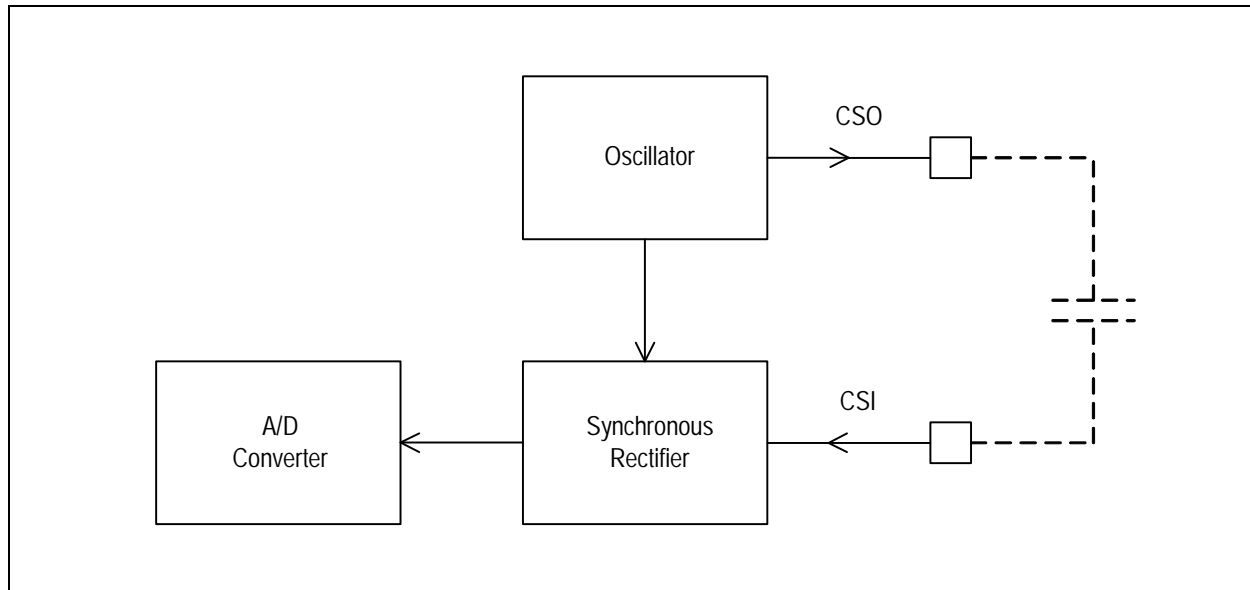 CSO
Oscillator
CSI
A/D
Converter
Synchronous
Rectifier